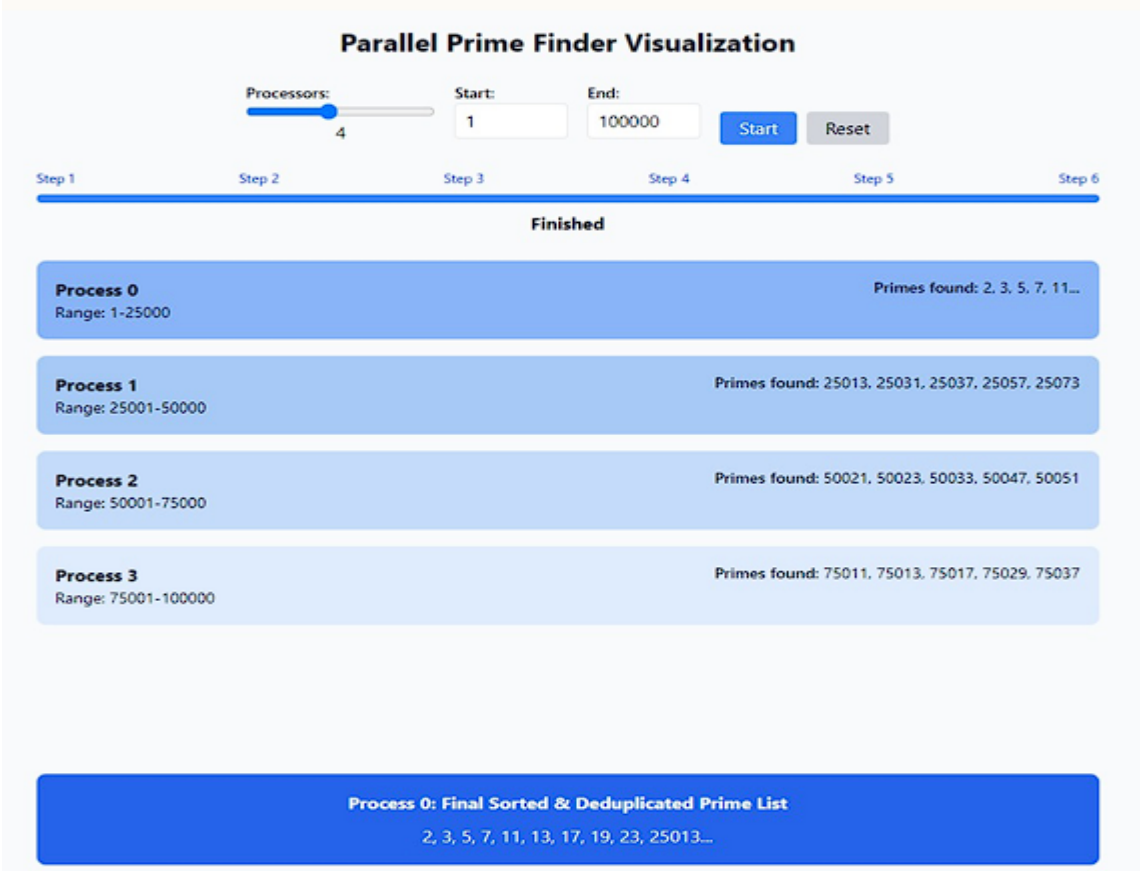 Parallel Prime Finder Visualization
Processors:
4
Start:
1
End:
100000
Start
Reset
Step 1 Step 2 Step 3 Step 4 Step 5 Step 6
Finished
Process 0
Range: 1-25000
Primes found: 2, 3, 5, 7, 11...
Process 1
Range: 25001-50000
Primes found: 25013, 25031, 25037, 25057, 25073
Process 2
Range: 50001-75000
Primes found: 50021, 50023, 50033, 50047, 50051
Process 3
Range: 75001-100000
Primes found: 75011, 75013, 75017, 75029, 75037
Process 0: Final Sorted & Deduplicated Prime List
2, 3, 5, 7, 11, 13, 17, 19, 23, 25013...